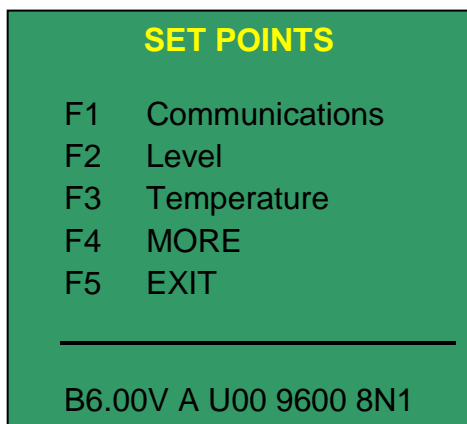 SET POINTS
F1 Communications
F2 Level
F3 Temperature
F4 MORE
F5 EXIT
B6.00V A U00 9600 8N1